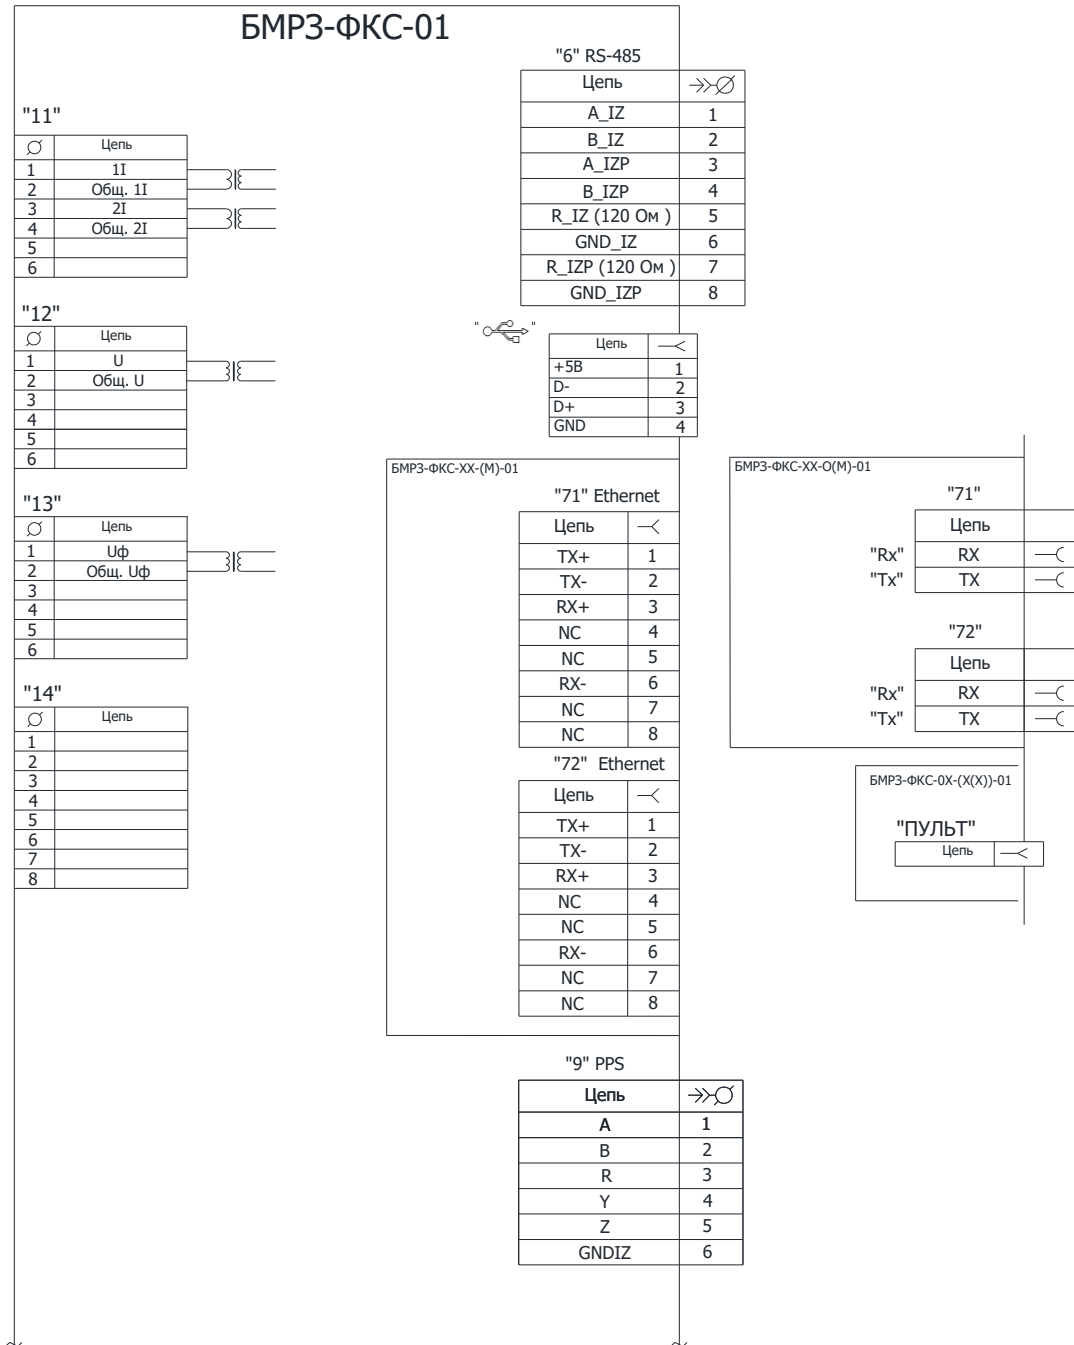 БМРЗ-ФКС-01
"11"
Цепь
1 1I
2 Общ. 1I
3 2I
4 Общ. 2I
5
6
"12"
Цепь
1 U
2 Общ. U
3
4
5
6
"13"
Цепь
1 Uф
2 Общ. Uф
3
4
5
6
"14"
Цепь
1
2
3
4
5
6
7
8
"6" RS-485
Цепь
A_IZ 1
B_IZ 2
A_IZP 3
B_IZP 4
R_IZ (120 Ом ) 5
GND_IZ 6
R_IZP (120 Ом ) 7
GND_IZP 8
" "
Цепь
+5В 1
D- 2
D+ 3
GND 4
БМРЗ-ФКС-ХХ-(М)-01
"71" Ethernet
Цепь
TX+ 1
TX- 2
RX+ 3
NC 4
NC 5
RX- 6
NC 7
NC 8
"72" Ethernet
Цепь
TX+ 1
TX- 2
RX+ 3
NC 4
NC 5
RX- 6
NC 7
NC 8
"9" PPS
Цепь
A 1
B 2
R 3
Y 4
Z 5
GNDIZ 6
БМРЗ-ФКС-ХХ-О(М)-01
"71"
Цепь
"Rx" RX
"Tx" TX
"72"
Цепь
"Rx" RX
"Tx" TX
БМРЗ-ФКС-0Х-(Х(Х))-01
"ПУЛЬТ"
Цепь